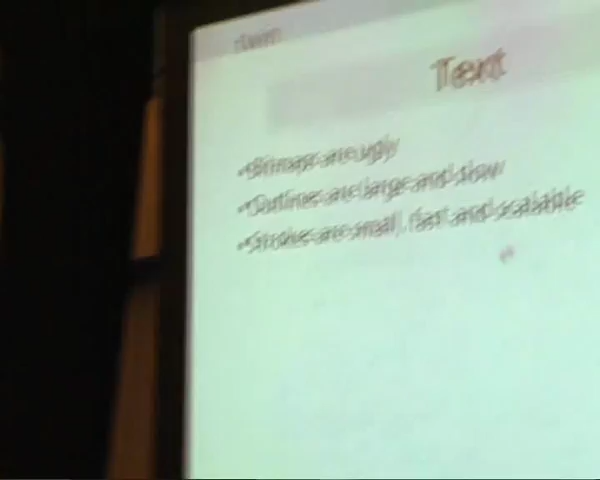 Text
•Bitmaps are ugly
•Outlines are large and slow
•Strokes are small, fast and scalable